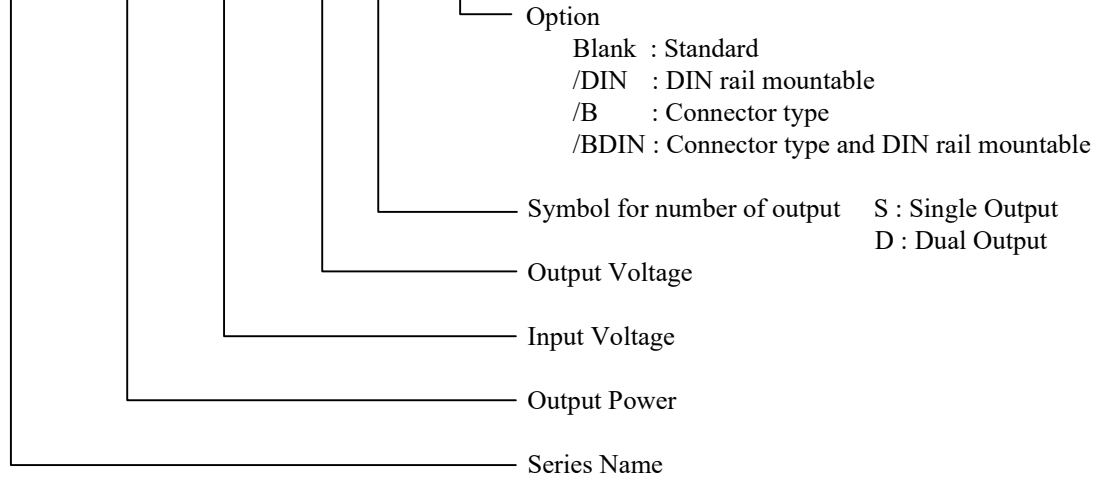 Option
Blank : Standard
/DIN : DIN rail mountable
/B : Connector type
/BDIN : Connector type and DIN rail mountable
Symbol for number of output S : Single Output
D : Dual Output
Output Voltage
Input Voltage
Output Power
Series Name